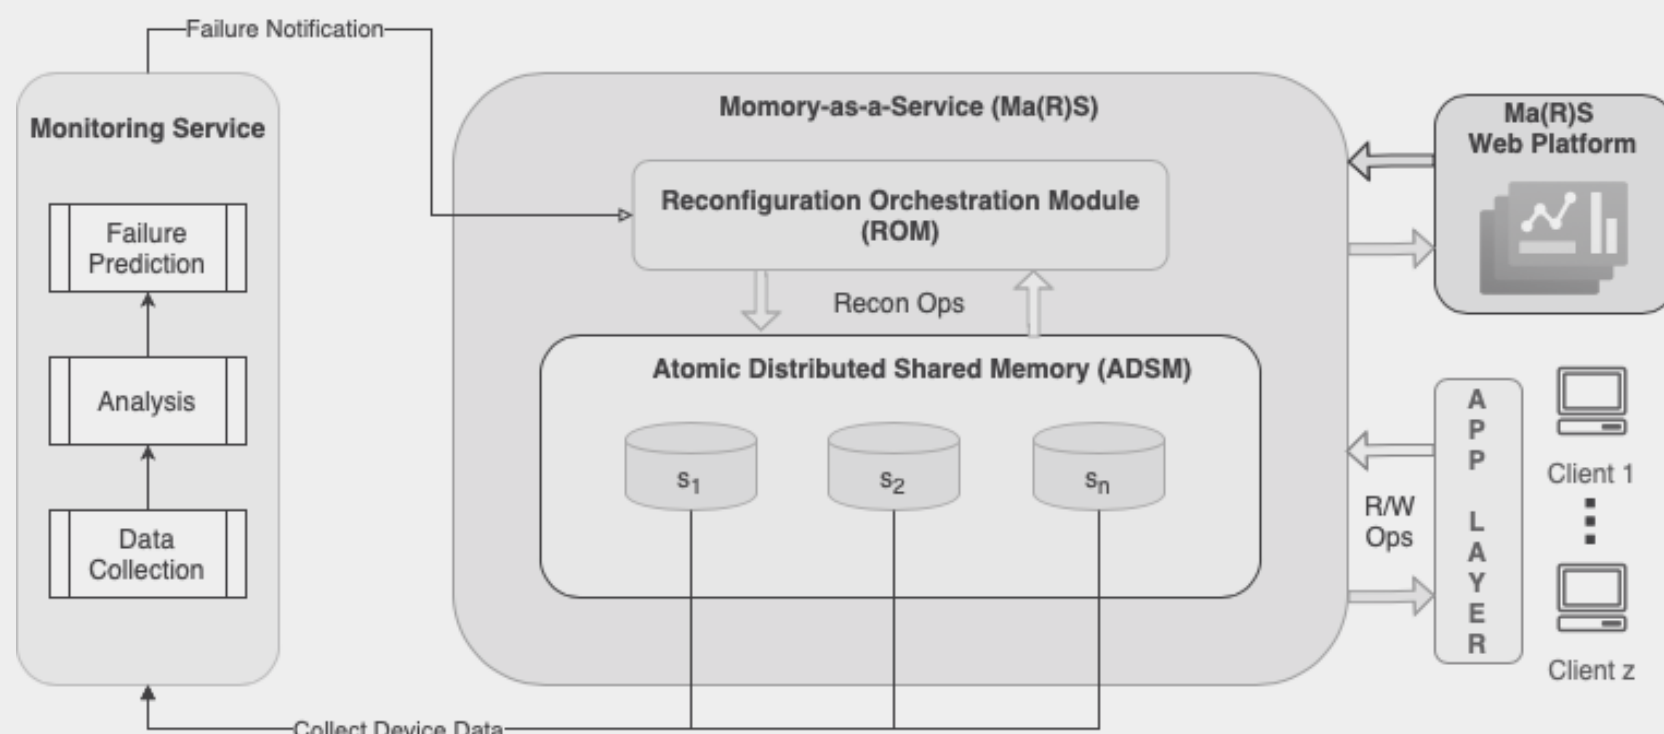 Failure Notification
Monitoring Service
Failure
Prediction
Analysis
Data
Collection
Collect Device Data
Momory-as-a-Service (Ma(R)S)
Reconfiguration Orchestration Module
(ROM)
Recon Ops
Atomic Distributed Shared Memory (ADSM)
s1
s2
sn
Ma(R)S
Web Platform
R/W
Ops
A
P
P
L
A
Y
E
R
Client 1
Client z